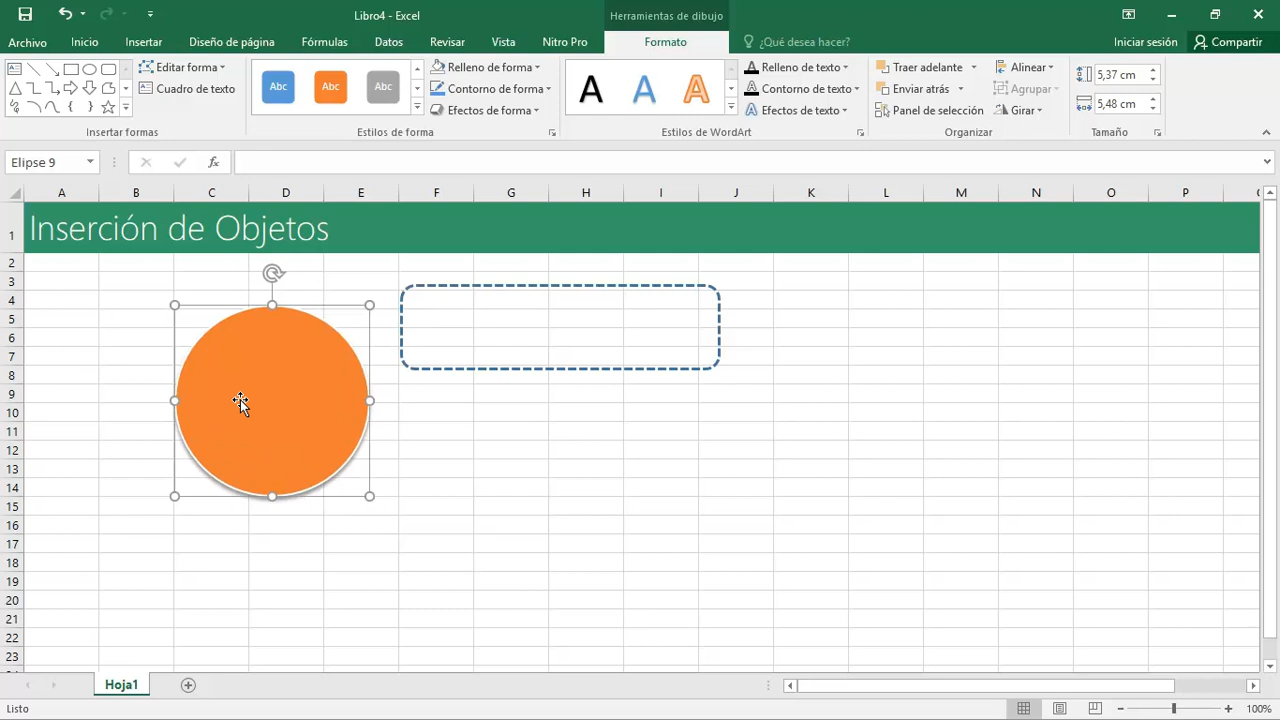 Libro4 - Excel
Herramientas de dibujo
Archivo
Inicio
Insertar
Diseño de página
Fórmulas
Datos
Revisar
Vista
Nitro Pro
Formato
¿Qué desea hacer?
Iniciar sesión
Compartir
Editar forma
Cuadro de texto
Insertar formas
Abc
Abc
Abc
Relleno de forma
Contorno de forma
Efectos de forma
Estilos de forma
A
A
A
Relleno de texto
Contorno de texto
Efectos de texto
Estilos de WordArt
Traer adelante
Enviar atrás
Panel de selección
Alinear
Agrupar
Girar
Organizar
5,37 cm
5,48 cm
Tamaño
Elipse 9
fx
A B C D E F G H I J K L M N O P
1 Inserción de Objetos
2
3
4
5
6
7
8
9
10
11
12
13
14
15
16
17
18
19
20
21
22
23
Hoja1
Listo
100%